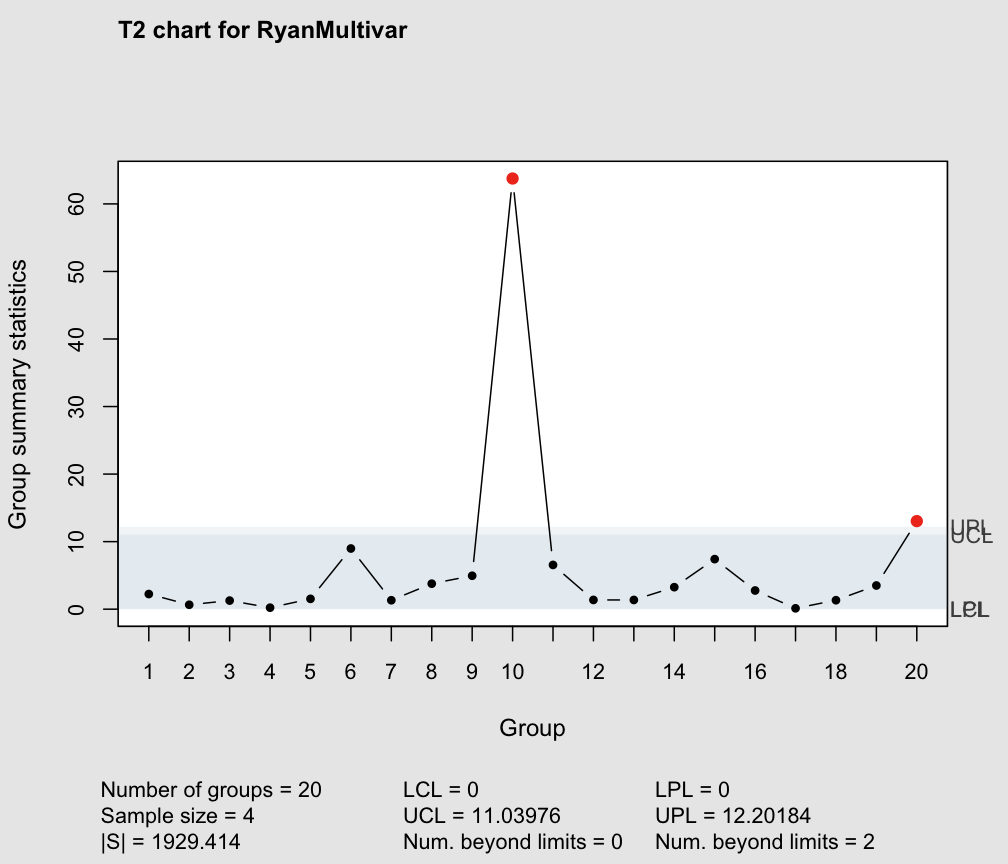 T2 chart for RyanMultivar
Group summary statistics
60
50
40
30
20
10
0
UPL
UCL
LPL
1 2 3 4 5 6 7 8 9 10 12 14 16 18 20
Group
Number of groups = 20 LCL = 0 LPL = 0
Sample size = 4 UCL = 11.03976 UPL = 12.20184
|S| = 1929.414 Num. beyond limits = 0 Num. beyond limits = 2